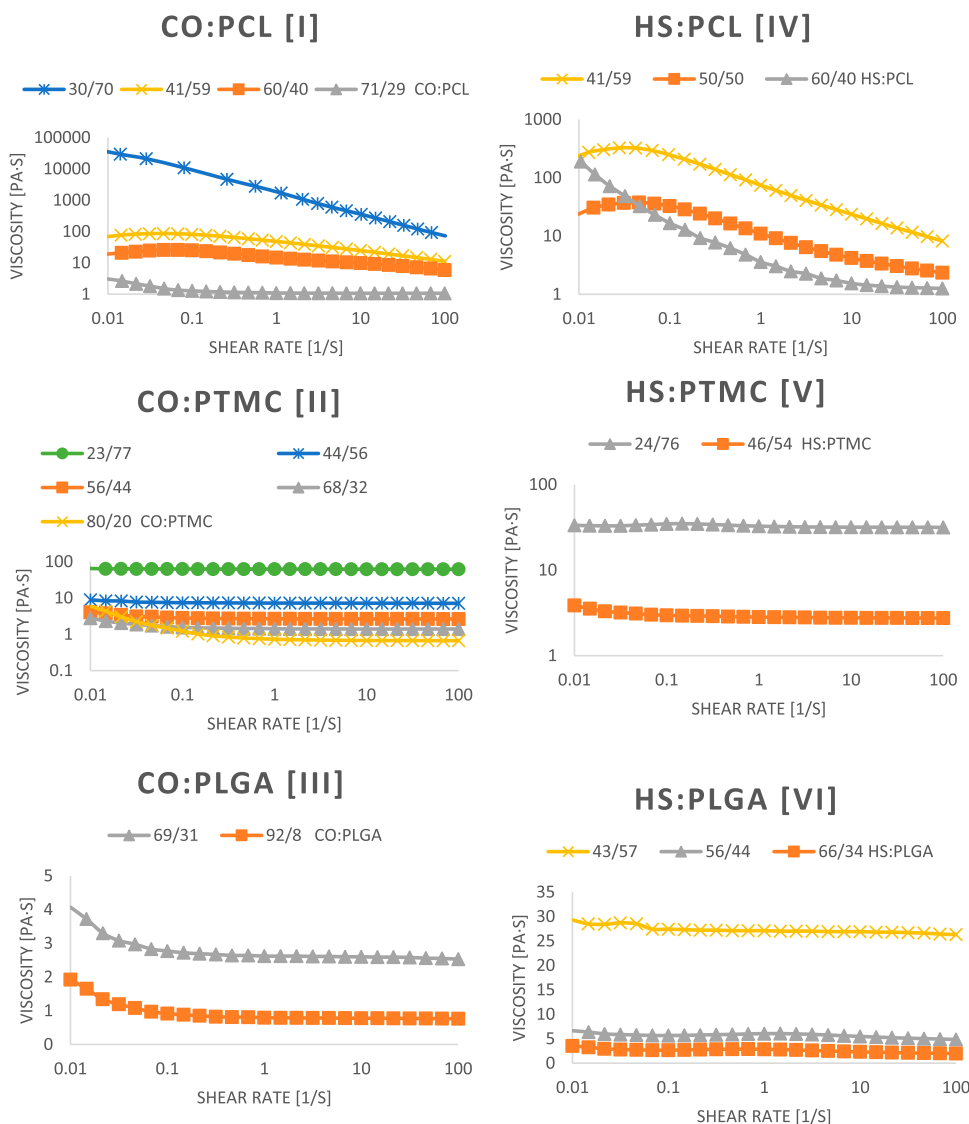 CO:PCL [I]
30/70 41/59 60/40 71/29 CO:PCL
VISCOSITY [PA·S]
100000
10000
1000
100
10
1
0.01 0.1 1 10 100
SHEAR RATE [1/S]
HS:PCL [IV]
41/59 50/50 60/40 HS:PCL
VISCOSITY [PA·S]
1000
100
10
1
0.01 0.1 1 10 100
SHEAR RATE [1/S]
CO:PTMC [II]
23/77 44/56
56/44 68/32
80/20 CO:PTMC
VISCOSITY [PA·S]
100
10
1
0.1
0.01 0.1 1 10 100
SHEAR RATE [1/S]
HS:PTMC [V]
24/76 46/54 HS:PTMC
VISCOSITY [PA·S]
100
10
1
0.01 0.1 1 10 100
SHEAR RATE [1/S]
CO:PLGA [III]
69/31 92/8 CO:PLGA
VISCOSITY [PA·S]
5
4
3
2
1
0
0.01 0.1 1 10 100
SHEAR RATE [1/S]
HS:PLGA [VI]
43/57 56/44 66/34 HS:PLGA
VISCOSITY [PA·S]
35
30
25
20
15
10
5
0
0.01 0.1 1 10 100
SHEAR RATE [1/S]